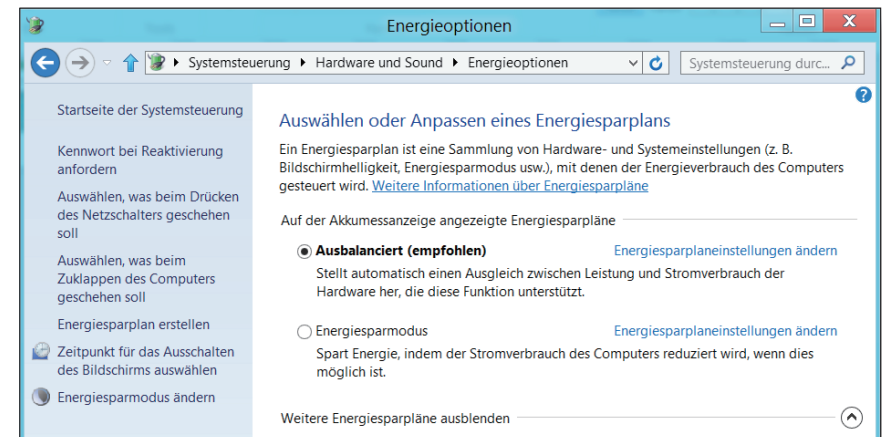 Energieoptionen
Systemsteuerung ▸ Hardware und Sound ▸ Energieoptionen
Systemsteuerung durc...
Startseite der Systemsteuerung
Kennwort bei Reaktivierung
anfordern
Auswählen, was beim Drücken
des Netzschalters geschehen
soll
Auswählen, was beim
Zuklappen des Computers
geschehen soll
Energiesparplan erstellen
Zeitpunkt für das Ausschalten
des Bildschirms auswählen
Energiesparmodus ändern
Auswählen oder Anpassen eines Energiesparplans
Ein Energiesparplan ist eine Sammlung von Hardware- und Systemeinstellungen (z. B.
Bildschirmhelligkeit, Energiesparmodus usw.), mit denen der Energieverbrauch des Computers
gesteuert wird. Weitere Informationen über Energiesparpläne
Auf der Akkumessanzeige angezeigte Energiesparpläne
Ausbalanciert (empfohlen) Energiesparplaneinstellungen ändern
Stellt automatisch einen Ausgleich zwischen Leistung und Stromverbrauch der
Hardware her, die diese Funktion unterstützt.
Energiesparmodus Energiesparplaneinstellungen ändern
Spart Energie, indem der Stromverbrauch des Computers reduziert wird, wenn dies
möglich ist.
Weitere Energiesparpläne ausblenden